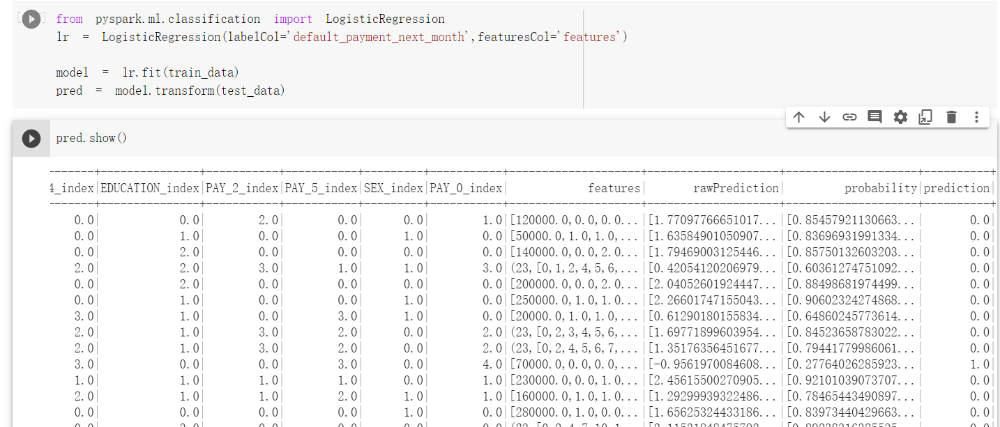 from pyspark.ml.classification import LogisticRegression
lr = LogisticRegression(labelCol='default_payment_next_month',featuresCol='features')
model = lr.fit(train_data)
pred = model.transform(test_data)
pred.show()
-------+---------------+-----------+-----------+---------+-----------+--------------------+--------------------+--------------------+----------+
4_index|EDUCATION_index|PAY_2_index|PAY_5_index|SEX_index|PAY_0_index|            features|       rawPrediction|         probability|prediction|
-------+---------------+-----------+-----------+---------+-----------+--------------------+--------------------+--------------------+----------+
    0.0|            0.0|        2.0|        0.0|      0.0|        1.0|[120000.0,0.0,0.0...|[1.77097766651017...|[0.85457921130663...|       0.0|
    0.0|            1.0|        0.0|        0.0|      1.0|        0.0|[50000.0,1.0,1.0,...|[1.63584901050907...|[0.83696931991334...|       0.0|
    0.0|            2.0|        0.0|        0.0|      0.0|        0.0|[140000.0,0.0,2.0...|[1.79469003125446...|[0.85750132603203...|       0.0|
    2.0|            2.0|        3.0|        1.0|      1.0|        3.0|(23,[0,1,2,4,5,6,...|[0.42054120206979...|[0.60361274751092...|       0.0|
    0.0|            2.0|        0.0|        0.0|      0.0|        0.0|[200000.0,0.0,2.0...|[2.04052601924447...|[0.88498681974499...|       0.0|
    0.0|            1.0|        0.0|        0.0|      1.0|        0.0|[250000.0,1.0,1.0...|[2.26601747155043...|[0.90602324274868...|       0.0|
    3.0|            1.0|        0.0|        3.0|      1.0|        0.0|[20000.0,1.0,1.0,...|[0.61290180155834...|[0.64860245773614...|       0.0|
    2.0|            1.0|        3.0|        2.0|      0.0|        2.0|(23,[0,2,3,4,5,6,...|[1.69771899603954...|[0.84523658783022...|       0.0|
    2.0|            1.0|        3.0|        2.0|      0.0|        2.0|(23,[0,2,4,5,6,7,...|[1.35176356451677...|[0.79441779986061...|       0.0|
    3.0|            0.0|        0.0|        3.0|      0.0|        4.0|[70000.0,0.0,0.0,...|[-0.9561970084608...|[0.27764026285923...|       1.0|
    1.0|            1.0|        1.0|        1.0|      0.0|        1.0|[230000.0,0.0,1.0...|[2.45615500270905...|[0.92101039073707...|       0.0|
    2.0|            1.0|        1.0|        2.0|      0.0|        1.0|[160000.0,1.0,1.0...|[1.29299939322486...|[0.78465443490897...|       0.0|
    0.0|            0.0|        0.0|        0.0|      1.0|        0.0|[280000.0,1.0,0.0...|[1.65625324433186...|[0.83973440429663...|       0.0|